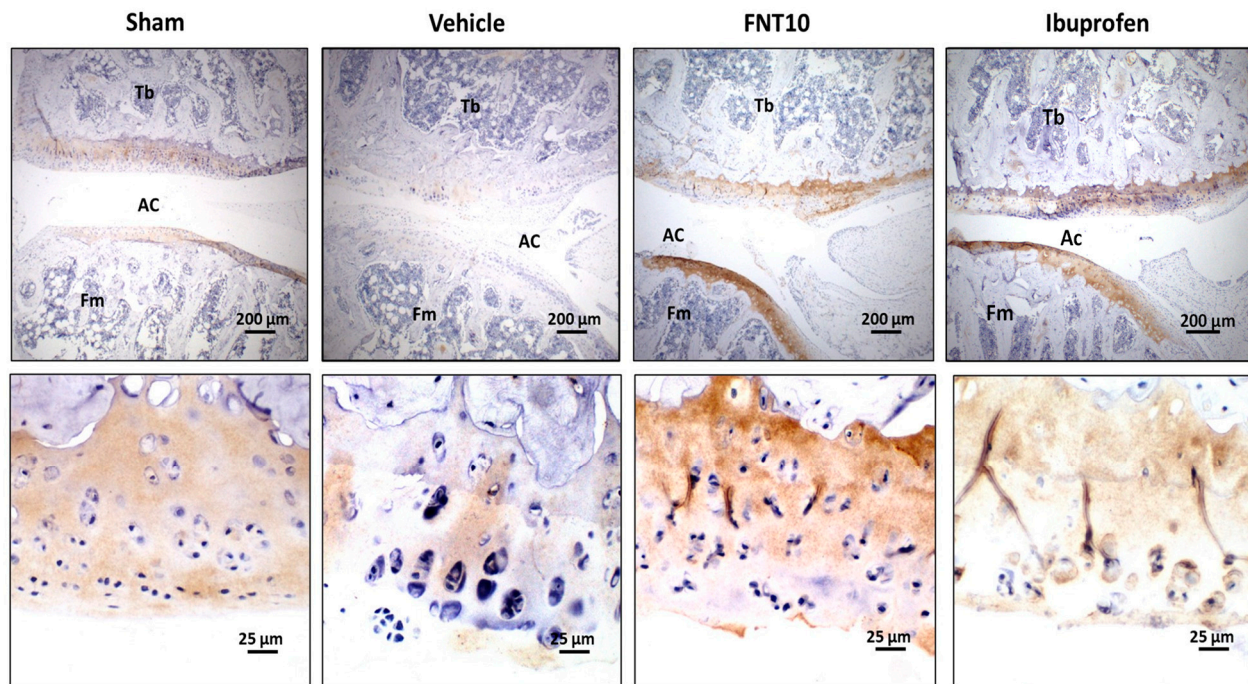 Sham Vehicle FNT10 Ibuprofen
Tb Tb Tb Tb
AC AC AC Ac
Fm Fm Fm Fm
200 µm 200 µm 200 µm 200 µm
25 µm 25 µm 25 µm 25 µm